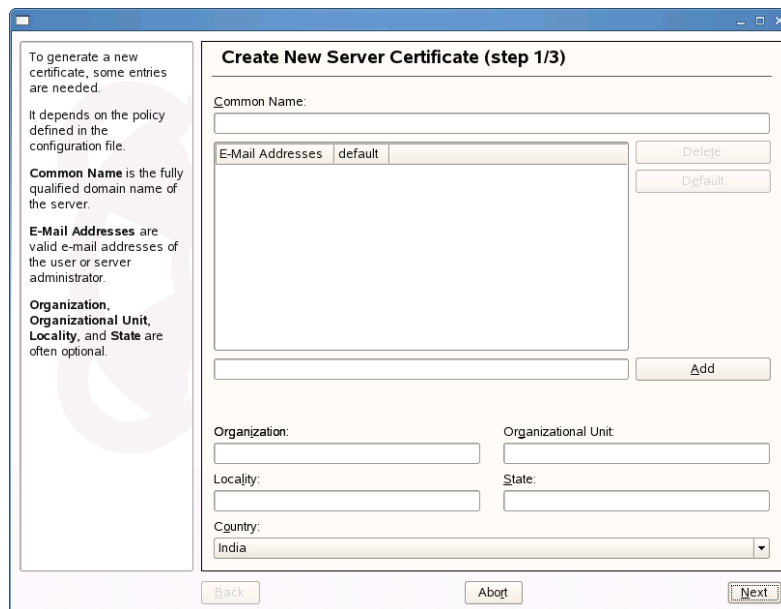 To generate a new
certificate, some entries
are needed.
It depends on the policy
defined in the
configuration file.
Common Name is the fully
qualified domain name of
the server.
E-Mail Addresses are
valid e-mail addresses of
the user or server
administrator.
Organization,
Organizational Unit,
Locality, and State are
often optional.
Create New Server Certificate (step 1/3)
Common Name:
E-Mail Addresses default
Delete
Default
Add
Organization:
Organizational Unit:
Locality:
State:
Country:
India
Back
Abort
Next